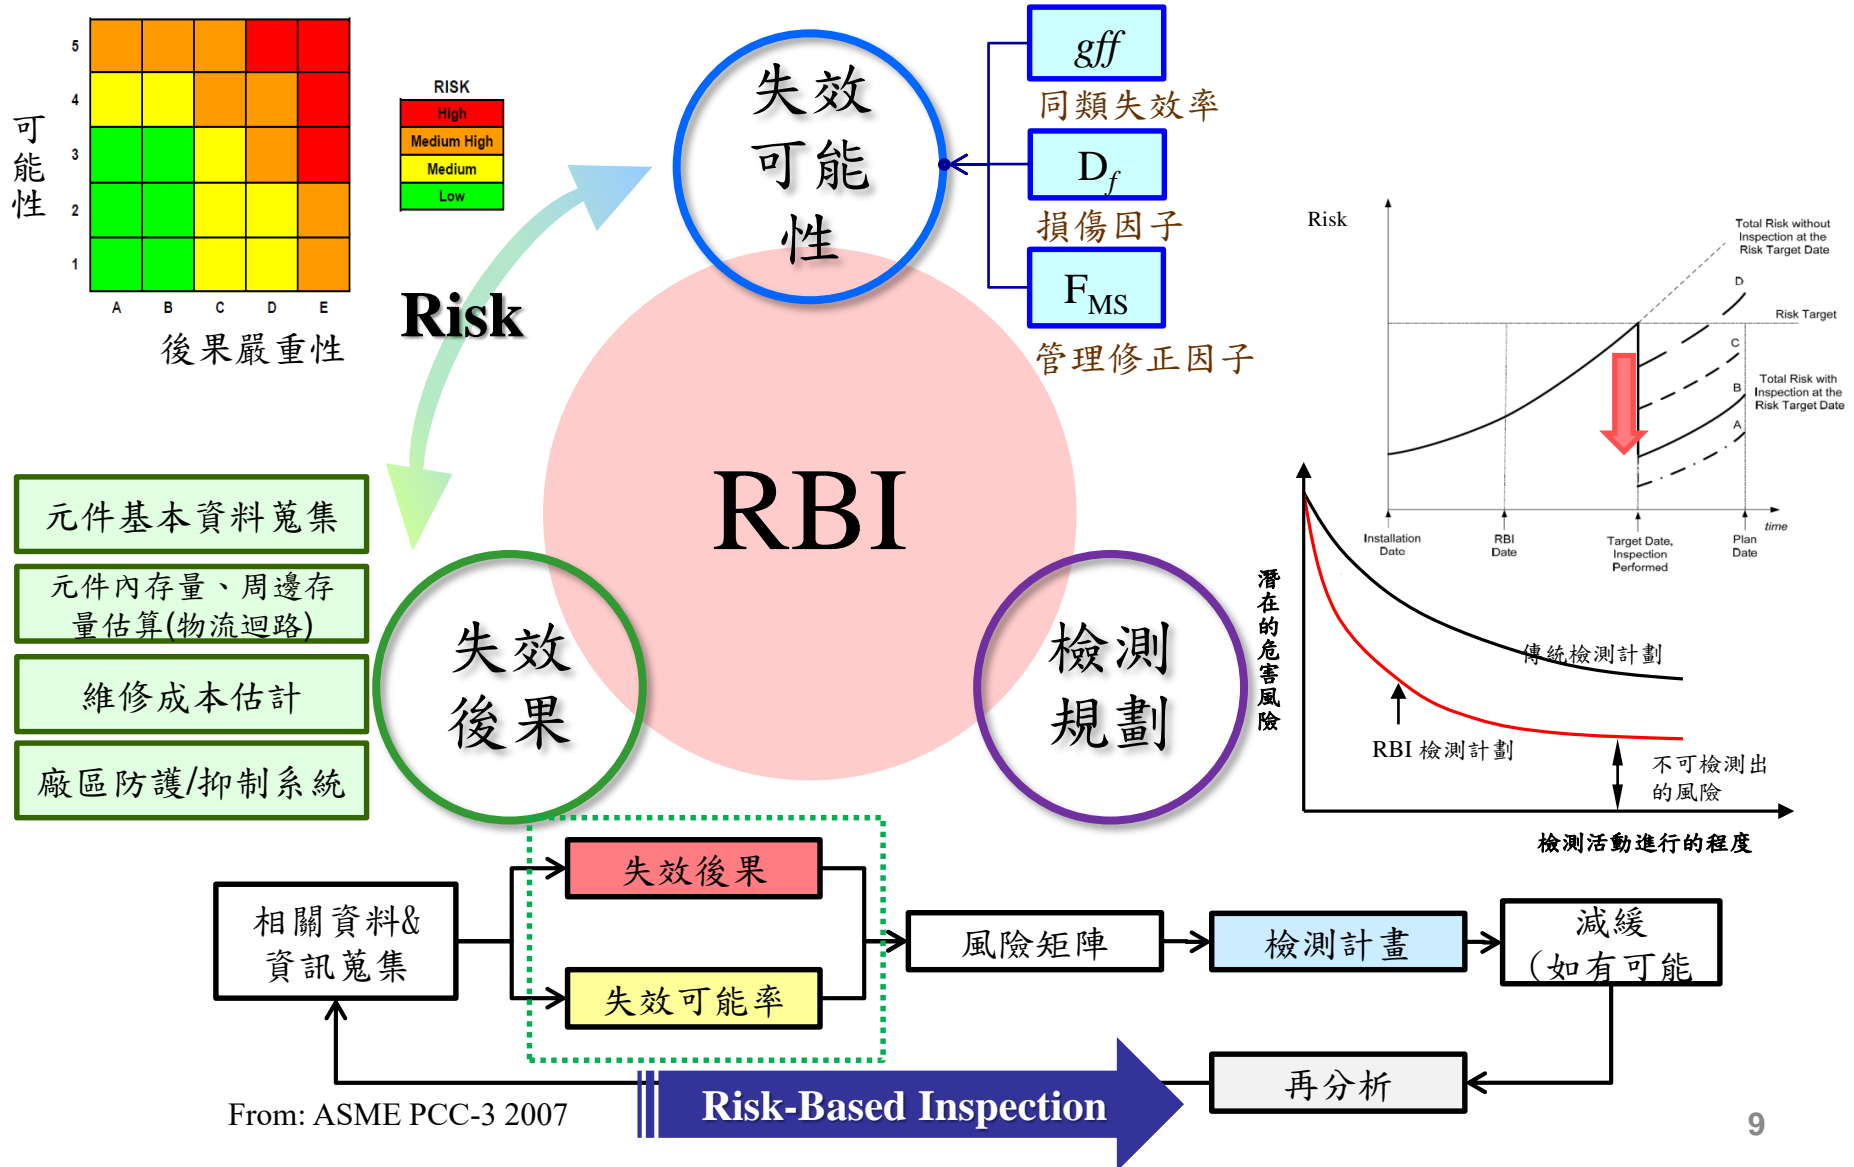 5
4
3
2
1
A B C D E
可
能
性
後果嚴重性
RISK
High
Medium High
Medium
Low
Risk
失效
可能
性
gff
同類失效率
Df
損傷因子
FMS
管理修正因子
RBI
元件基本資料蒐集
元件內存量、周邊存
量估算(物流迴路)
維修成本估計
廠區防護/抑制系統
失效
後果
檢測
規劃
Risk
Total Risk without
Inspection at the
Risk Target Date
D
Risk Target
C
Total Risk with
Inspection at the
Risk Target Date
B
A
time
Installation
Date
RBI
Date
Target Date,
Inspection
Performed
Plan
Date
潛在的危害風險
傳統檢測計劃
RBI 檢測計劃
不可檢測出
的風險
檢測活動進行的程度
相關資料&
資訊蒐集
失效後果
失效可能率
風險矩陣
檢測計畫
減緩
（如有可能
再分析
From: ASME PCC-3 2007
Risk-Based Inspection
9